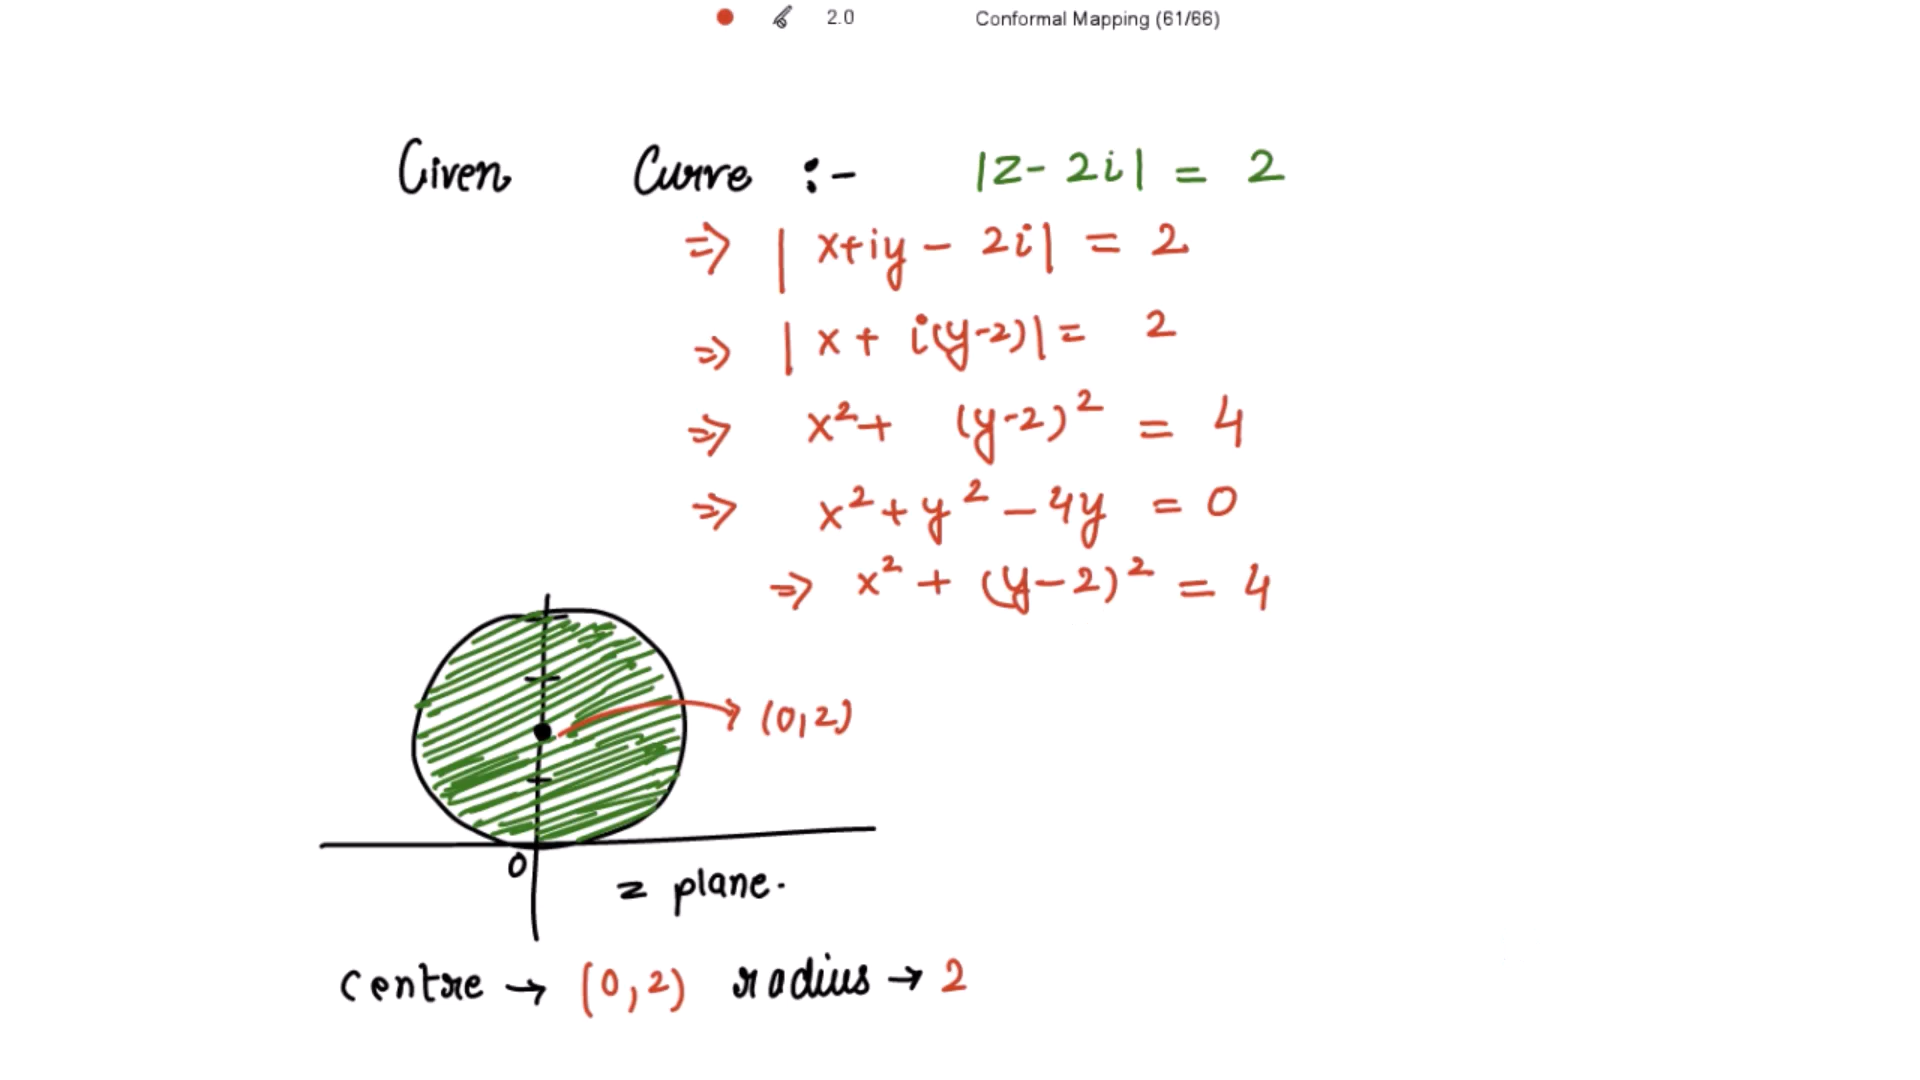 2.0 Conformal Mapping (61/66)
Given Curve :- |z- 2i| = 2
⇒ | x+iy - 2i| = 2
⇒ | x + i(y-2)| = 2
⇒ x²+ (y-2)² = 4
⇒ x² + y² - 4y = 0
⇒ x² + (y-2)² = 4
(0,2)
0
z plane.
centre → (0,2) radius → 2